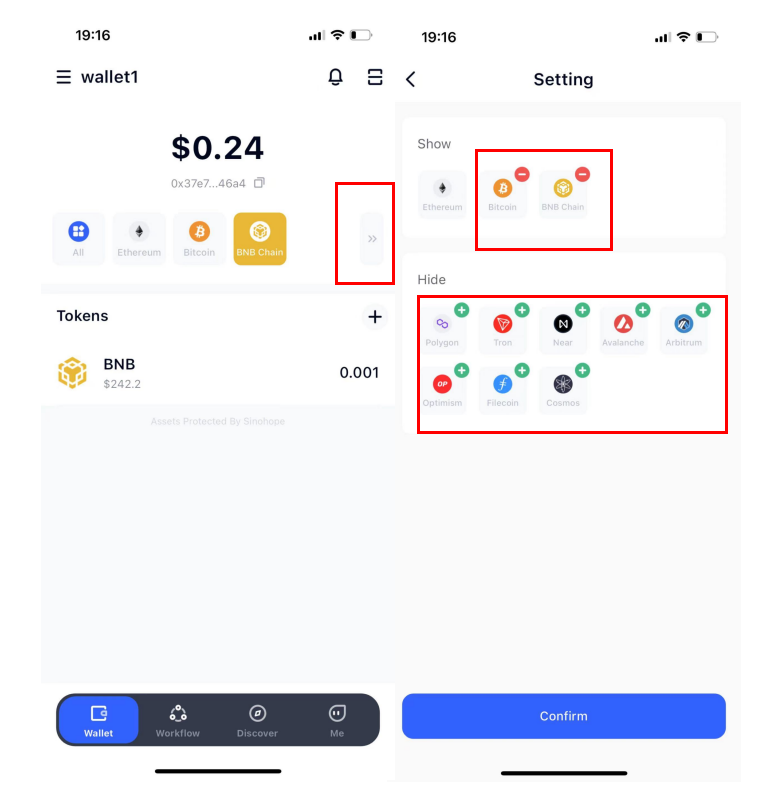 19:16
wallet1
$0.24
0x37e7...46a4
All
Ethereum
Bitcoin
BNB Chain
»
Tokens
+
BNB
$242.2
0.001
Assets Protected By Sinohope
Wallet
Workflow
Discover
Me
19:16
Setting
Show
Ethereum
Bitcoin
BNB Chain
Hide
Polygon
Tron
Near
Avalanche
Arbitrum
OP
Optimism
Filecoin
Cosmos
Confirm